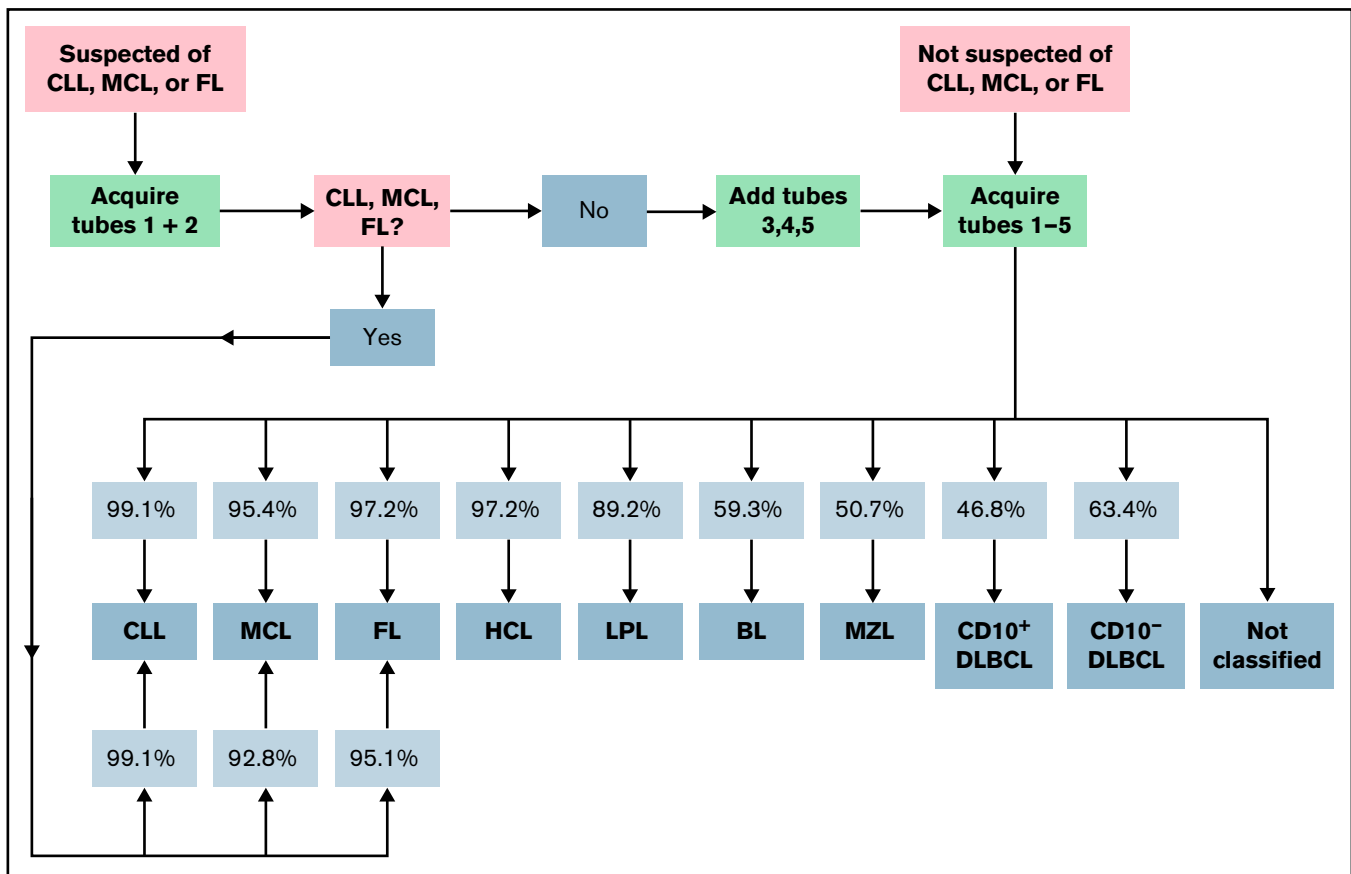 Suspected of
CLL, MCL, or FL
Not suspected of
CLL, MCL, or FL
Acquire
tubes 1 + 2
CLL, MCL,
FL?
No
Add tubes
3,4,5
Acquire
tubes 1–5
Yes
99.1%
95.4%
97.2%
97.2%
89.2%
59.3%
50.7%
46.8%
63.4%
CLL
MCL
FL
HCL
LPL
BL
MZL
CD10⁺
DLBCL
CD10⁻
DLBCL
Not
classified
99.1%
92.8%
95.1%